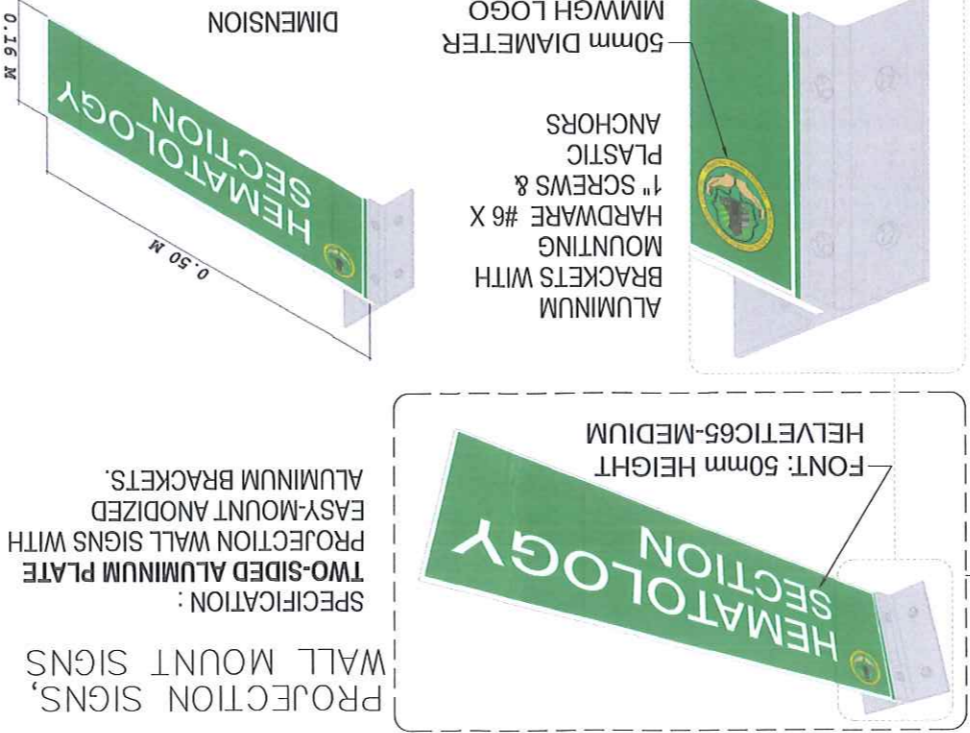 PROJECTION SIGNS,
WALL MOUNT SIGNS
SPECIFICATION :
TWO-SIDED ALUMINUM PLATE
PROJECTION WALL SIGNS WITH
EASY-MOUNT ANODIZED
ALUMINUM BRACKETS.
HEMATOLOGY
SECTION
FONT: 50mm HEIGHT
HELVETIC65-MEDIUM
ALUMINUM
BRACKETS WITH
MOUNTING
HARDWARE #6 X
1" SCREWS &
PLASTIC
ANCHORS
50mm DIAMETER
MMWGH LOGO
0.50 M
HEMATOLOGY
SECTION
0.16 M
DIMENSION